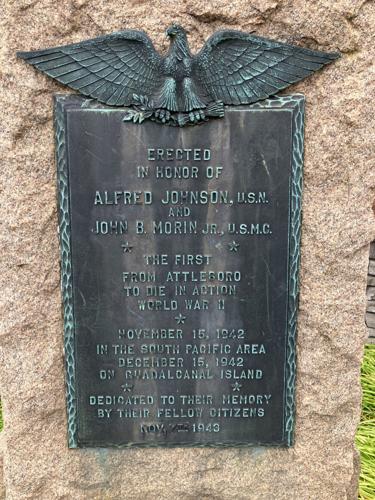 ERECTED
IN HONOR OF
ALFRED JOHNSON, U.S.N.
AND
JOHN B. MORIN JR., U.S.M.C.
THE FIRST
FROM ATTLEBORO
TO DIE IN ACTION
WORLD WAR II
NOVEMBER 15, 1942
IN THE SOUTH PACIFIC AREA
DECEMBER 15, 1942
ON GUADALCANAL ISLAND
DEDICATED TO THEIR MEMORY
BY THEIR FELLOW CITIZENS
NOV. 1943